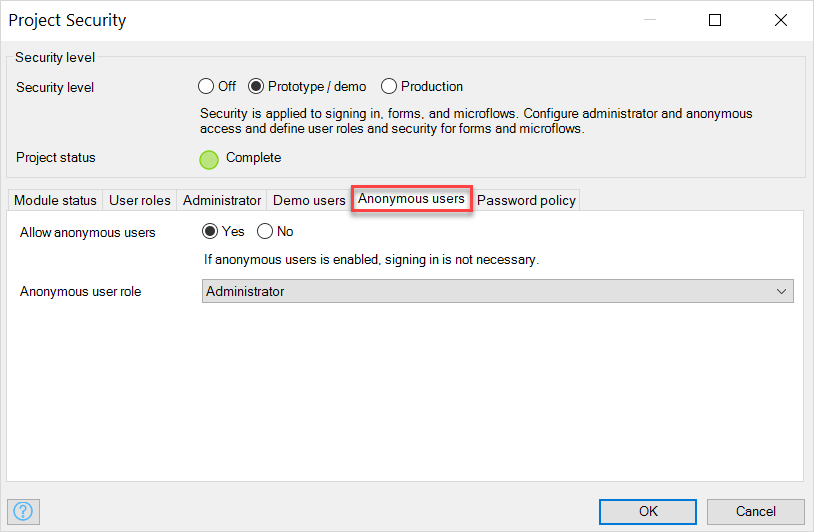 Project Security
Security level
Security level Off Prototype / demo Production
Security is applied to signing in, forms, and microflows. Configure administrator and anonymous
access and define user roles and security for forms and microflows.
Project status Complete
Module status User roles Administrator Demo users Anonymous users Password policy
Allow anonymous users Yes No
If anonymous users is enabled, signing in is not necessary.
Anonymous user role Administrator
? OK Cancel